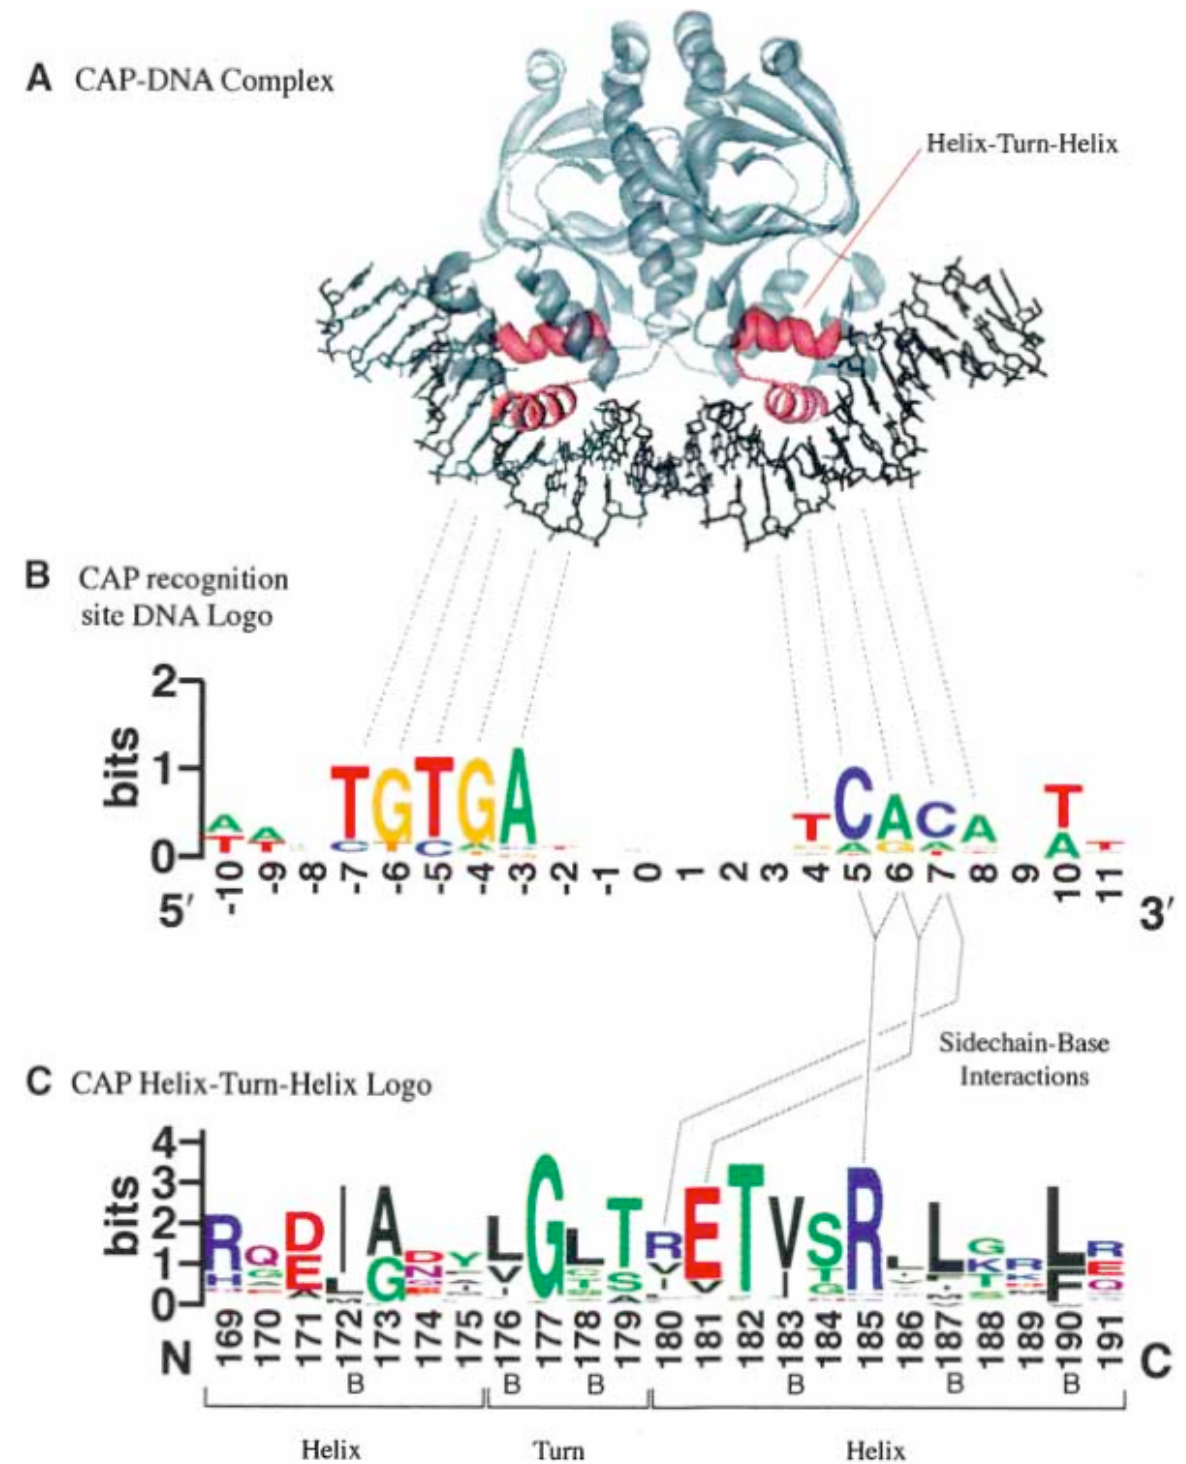 A CAP-DNA Complex
Helix-Turn-Helix
B CAP recognition
site DNA Logo
2
bits
1
0
TGTGA
TCACA
T
A
-10 -9 -8 -7 -6 -5 -4 -3 -2 -1 0 1 2 3 4 5 6 7 8 9 10 11
5′
3′
Sidechain-Base
Interactions
C CAP Helix-Turn-Helix Logo
4
3
bits
2
1
0
R Q D I A D Y L G L T R E T V S R L L G R L R
169 170 171 172 173 174 175 176 177 178 179 180 181 182 183 184 185 186 187 188 189 190 191
N
C
B B B B B B
Helix Turn Helix